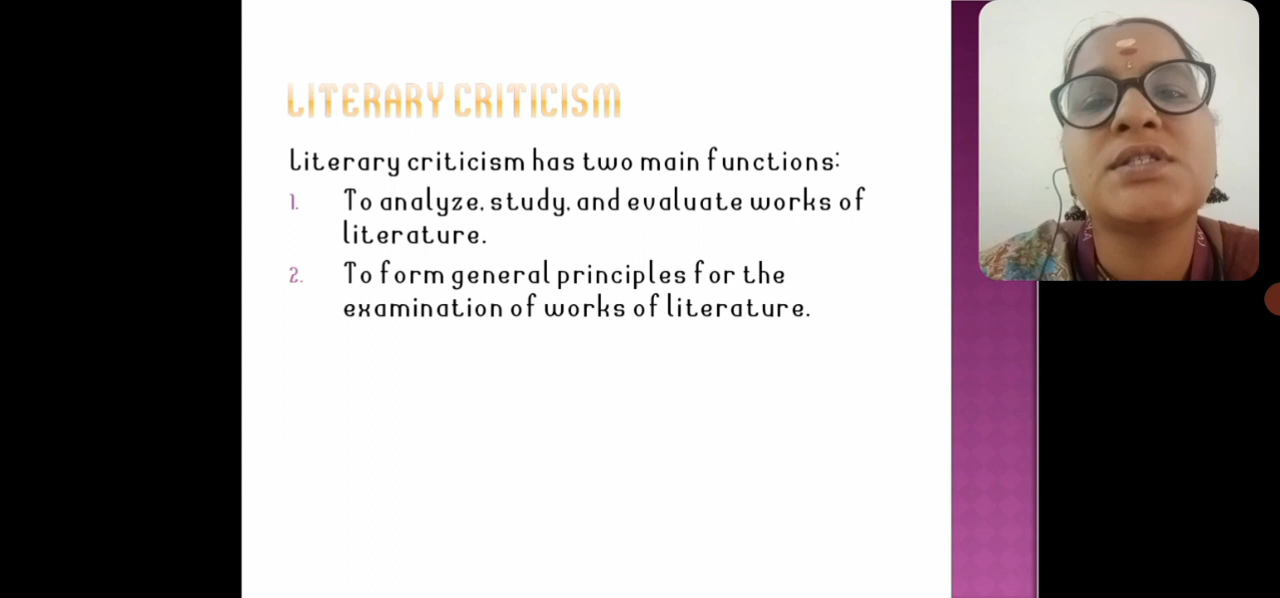 LITERARY CRITICISM
Literary criticism has two main functions:
1. To analyze, study, and evaluate works of
literature.
2. To form general principles for the
examination of works of literature.